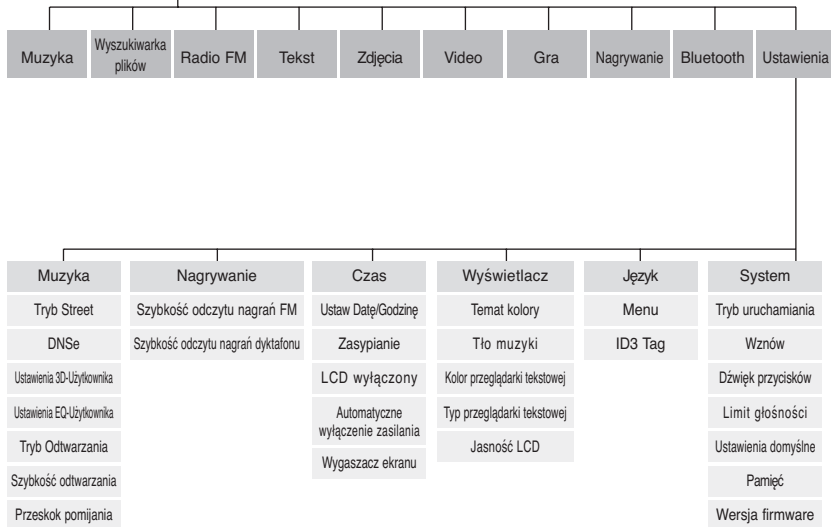 Muzyka
Wyszukiwarka
plików
Radio FM
Tekst
Zdjęcia
Video
Gra
Nagrywanie
Bluetooth
Ustawienia
Muzyka
Tryb Street
DNSe
Ustawienia 3D-Użytkownika
Ustawienia EQ-Użytkownika
Tryb Odtwarzania
Szybkość odtwarzania
Przeskok pomijania
Nagrywanie
Szybkość odczytu nagrań FM
Szybkość odczytu nagrań dyktafonu
Czas
Ustaw Datę/Godzinę
Zasypianie
LCD wyłączony
Automatyczne
wyłączenie zasilania
Wygaszacz ekranu
Wyświetlacz
Temat kolory
Tło muzyki
Kolor przeglądarki tekstowej
Typ przeglądarki tekstowej
Jasność LCD
Język
Menu
ID3 Tag
System
Tryb uruchamiania
Wznów
Dźwięk przycisków
Limit głośności
Ustawienia domyślne
Pamięć
Wersja firmware